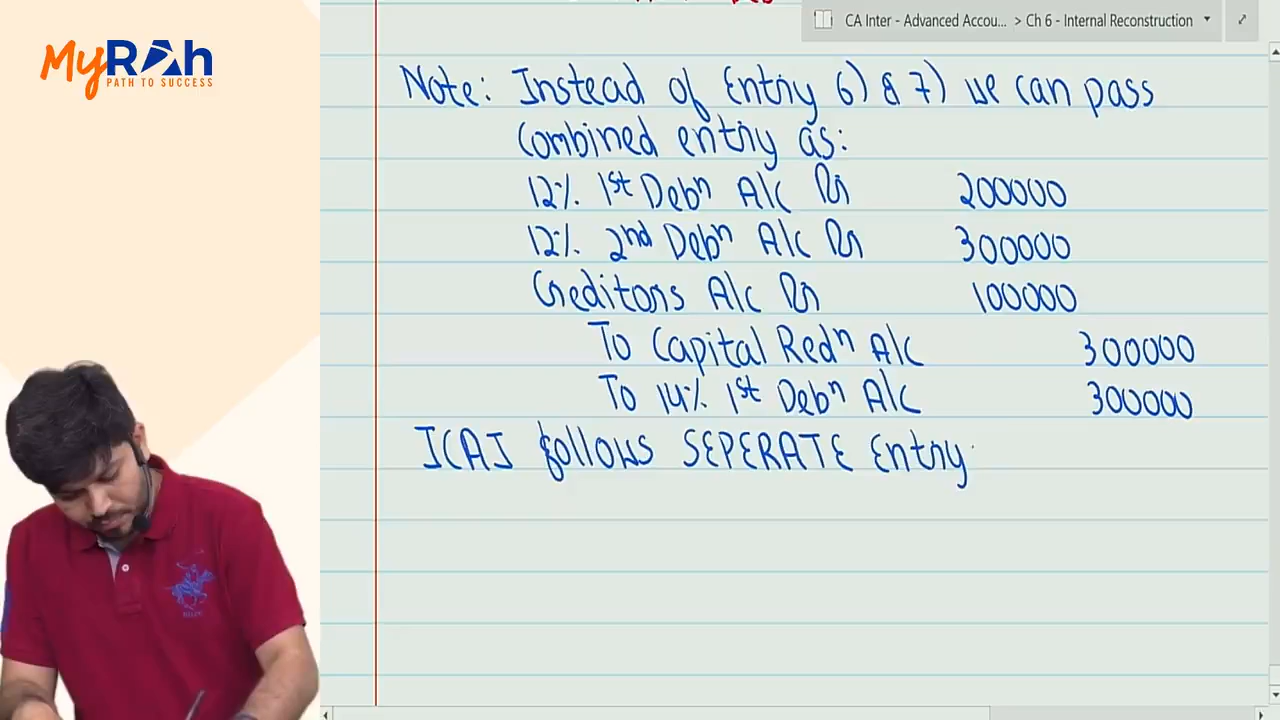 MyRAh
PATH TO SUCCESS
CA Inter - Advanced Accou... > Ch 6 - Internal Reconstruction
Note: Instead of Entry 6) & 7) we can pass
Combined entry as:
12% 1st Debn A/c Dr 200000
12% 2nd Debn A/c Dr 300000
Creditors A/c Dr 100000
To Capital Redn A/c 300000
To 14% 1st Debn A/c 300000
ICAI follows SEPERATE Entry.